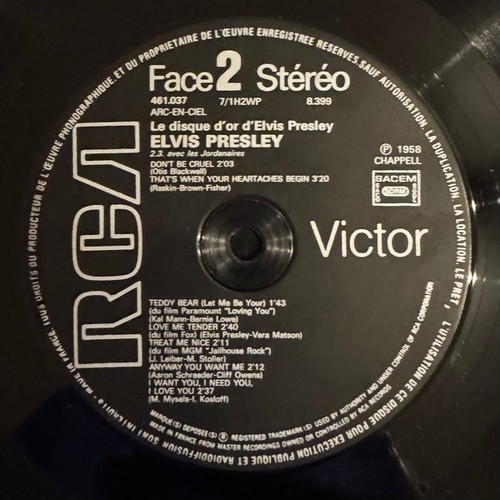 Face 2 Stéréo
461.037 7/1H2WP 8.399
ARC-EN-CIEL
Le disque d'or d'Elvis Presley
ELVIS PRESLEY
2.3. avec les Jordanaires
DON'T BE CRUEL 2'03
(Otis Blackwell)
THAT'S WHEN YOUR HEARTACHES BEGIN 3'20
(Raskin-Brown-Fisher)
℗ 1958
CHAPPELL
SACEM
RCA
Victor
TEDDY BEAR (Let Me Be Your) 1'43
(du film Paramount "Loving You")
(Kal Mann-Bernie Lowe)
LOVE ME TENDER 2'40
(du film Fox) (Elvis Presley-Vera Matson)
TREAT ME NICE 2'11
(du film MGM "Jailhouse Rock")
(J. Leiber-M. Stoller)
ANYWAY YOU WANT ME 2'12
(Aaron Schroeder-Cliff Owens)
I WANT YOU, I NEED YOU,
I LOVE YOU 2'37
(M. Mysels-I. Kosloff)
MARQUE(S) DEPOSEE(S) ® REGISTERED TRADEMARK(S) USED BY AUTHORITY AND UNDER CONTROL OF RCA CORPORATION
MADE IN FRANCE FROM MASTER RECORDINGS OWNED OR CONTROLLED BY RCA RECORDS
MADE IN FRANCE TOUS DROITS DU PRODUCTEUR DE L'ŒUVRE PHONOGRAPHIQUE, ET DU PROPRIETAIRE DE L'ŒUVRE ENREGISTREE RESERVES. SAUF AUTORISATION, LA DUPLICATION, LA LOCATION, LE PRET, L'UTILISATION DE CE DISQUE POUR EXECUTION PUBLIQUE ET RADIODIFFUSION SONT INTERDITS